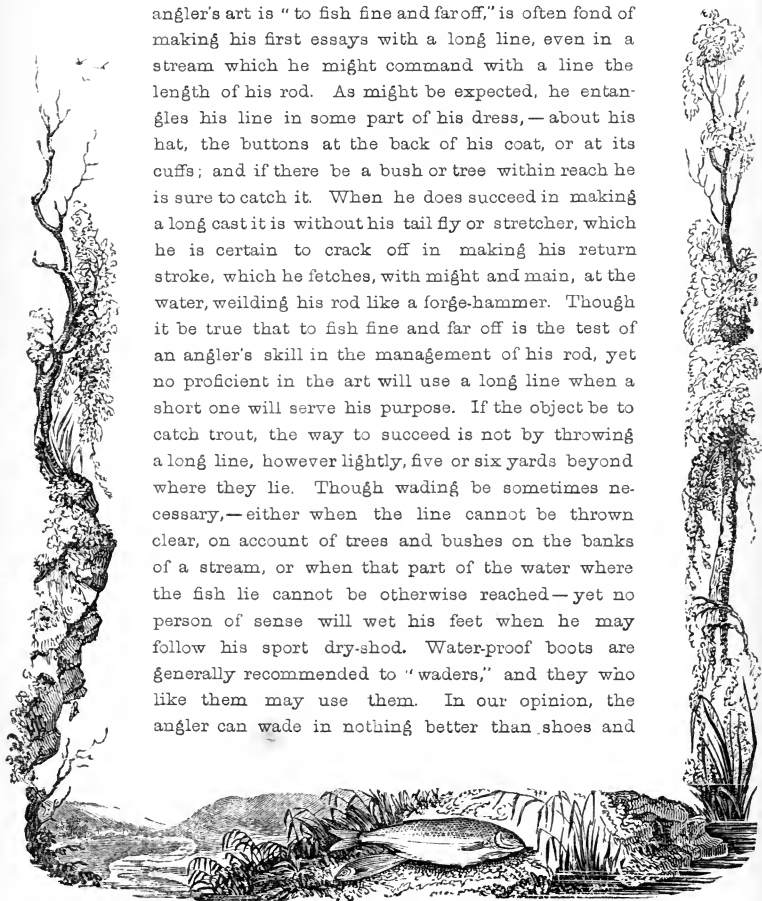 angler's art is "to fish fine and far off," is often fond of
making his first essays with a long line, even in a
stream which he might command with a line the
length of his rod. As might be expected, he entan-
gles his line in some part of his dress,—about his
hat, the buttons at the back of his coat, or at its
cuffs; and if there be a bush or tree within reach he
is sure to catch it. When he does succeed in making
a long cast it is without his tail fly or stretcher, which
he is certain to crack off in making his return
stroke, which he fetches, with might and main, at the
water, weilding his rod like a forge-hammer. Though
it be true that to fish fine and far off is the test of
an angler's skill in the management of his rod, yet
no proficient in the art will use a long line when a
short one will serve his purpose. If the object be to
catch trout, the way to succeed is not by throwing
a long line, however lightly, five or six yards beyond
where they lie. Though wading be sometimes ne-
cessary,—either when the line cannot be thrown
clear, on account of trees and bushes on the banks
of a stream, or when that part of the water where
the fish lie cannot be otherwise reached—yet no
person of sense will wet his feet when he may
follow his sport dry-shod. Water-proof boots are
generally recommended to "waders," and they who
like them may use them. In our opinion, the
angler can wade in nothing better than shoes and